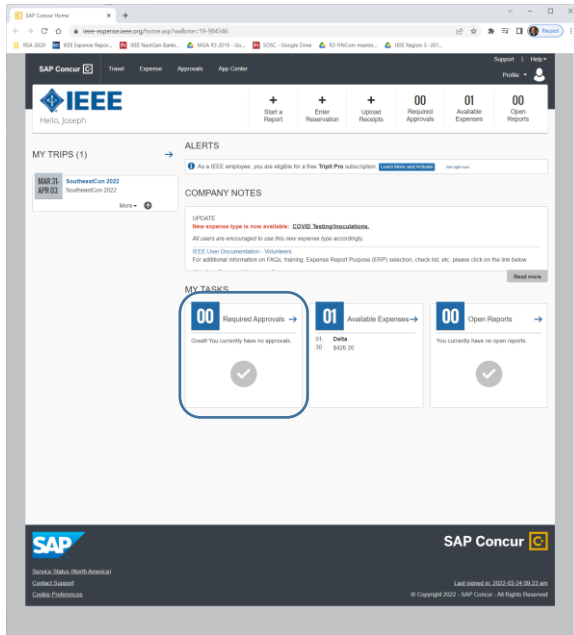 SAP Concur Home
ieee-expense.ieee.org/home.asp?
Paused
RSA 2020
IEEE Expense Repor...
IEEE NextGen Banki...
MGA R3 2019 - Go...
SOSC - Google Drive
R3 FINCom meetin...
IEEE Region 3- 201...
Support | Help
SAP Concur C
Travel
Expense
Approvals
App Center
Profile
IEEE
Hello, Joseph
+ Start a Report
+ Enter Reservation
+ Upload Receipts
00 Required Approvals
01 Available Expenses
00 Open Reports
MY TRIPS (1)
MAR 31- APR 03
SoutheastCon 2022
SoutheastCon 2022
More
ALERTS
As a IEEE employee, you are eligible for a free Tripit Pro subscription. Learn More and Activate Not right now
COMPANY NOTES
UPDATE
New expense type is now available: COVID Testing/Inoculations.
All users are encouraged to use this new expense type accordingly.
IEEE User Documentation - Volunteers
For additional information on FAQs, training, Expense Report Purpose (ERP) selection, check list, etc. please click on the link below.
Read more
MY TASKS
00 Required Approvals
Great! You currently have no approvals.
01 Available Expenses
01-30 Delta
$426.20
00 Open Reports
You currently have no open reports.
SAP
SAP Concur C
Service Status (North America)
Contact Support
Cookie Preferences
Last signed in: 2022-03-24 09:23 am
© Copyright 2022 - SAP Concur - All Rights Reserved